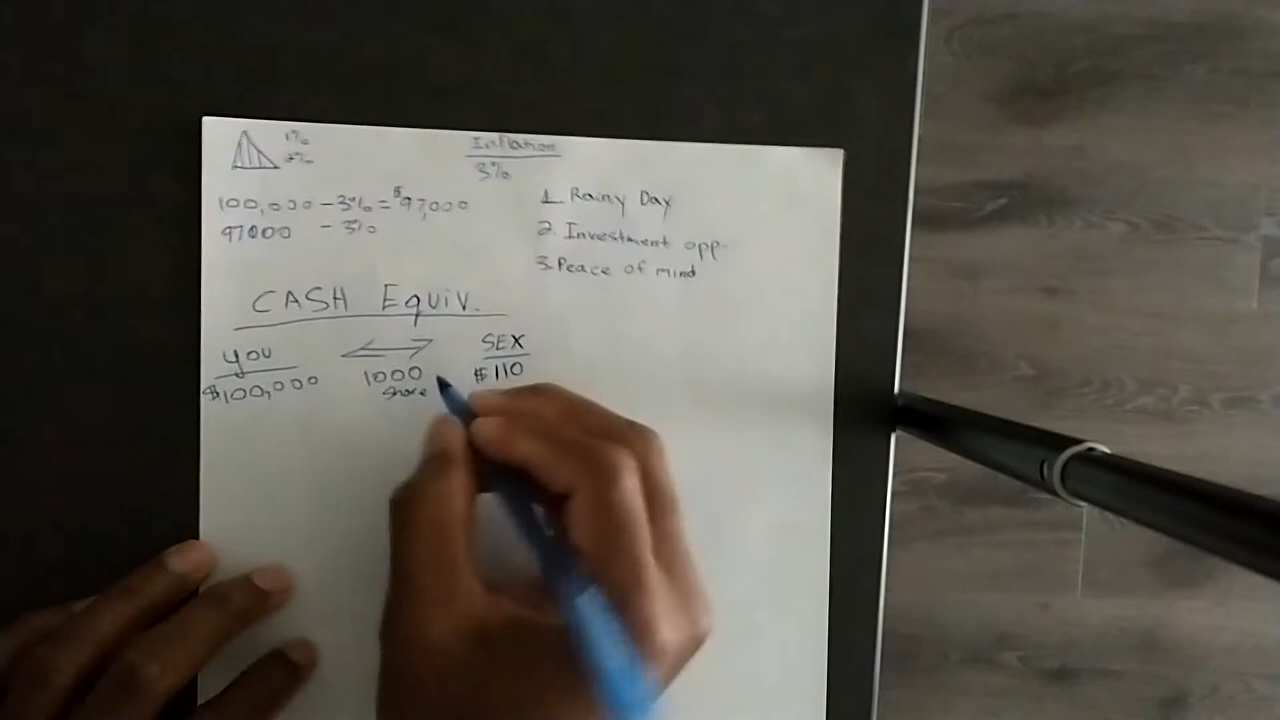 1%
2%
Inflation
3%
100,000 - 3% = $97,000
97000 - 3%
1 Rainy Day
2. Investment opp.
3. Peace of mind
CASH Equiv.
you
SEX
$100,000
1000
$110
Share